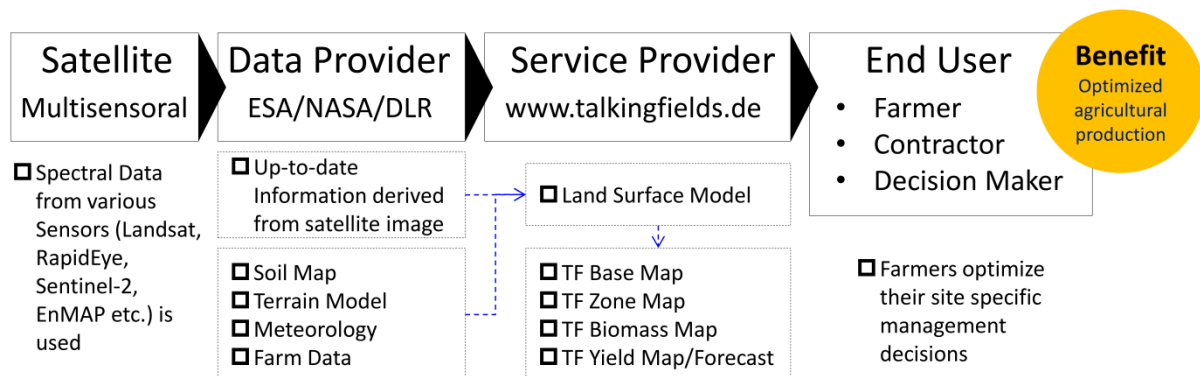 Satellite
Multisensoral
Data Provider
ESA/NASA/DLR
Service Provider
www.talkingfields.de
End User
• Farmer
• Contractor
• Decision Maker
Benefit
Optimized
agricultural
production
Spectral Data
from various
Sensors (Landsat,
RapidEye,
Sentinel-2,
EnMAP etc.) is
used
Up-to-date
Information derived
from satellite image
Soil Map
Terrain Model
Meteorology
Farm Data
Land Surface Model
TF Base Map
TF Zone Map
TF Biomass Map
TF Yield Map/Forecast
Farmers optimize
their site specific
management
decisions